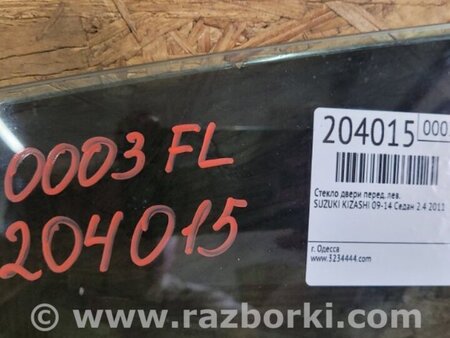 0003 FL
204015
204015 000
Стекло двери перед. лев.
SUZUKI KIZASHI 09-14 Седан 2.4 2011
г. Одесса
www.3234444.com
© www.razborki.com